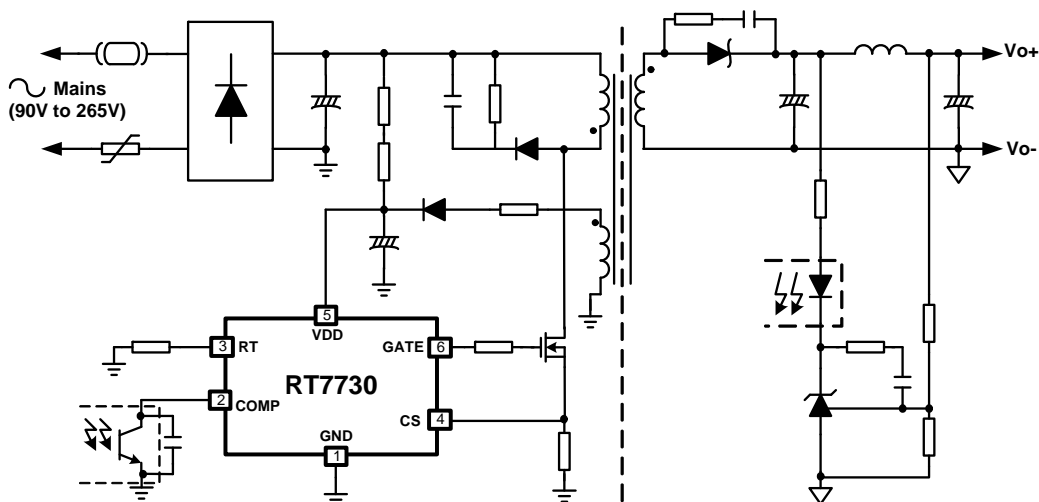 Vo+
Mains
(90V to 265V)
Vo-
5
VDD
3
RT
GATE
6
RT7730
2
COMP
CS
4
GND
1